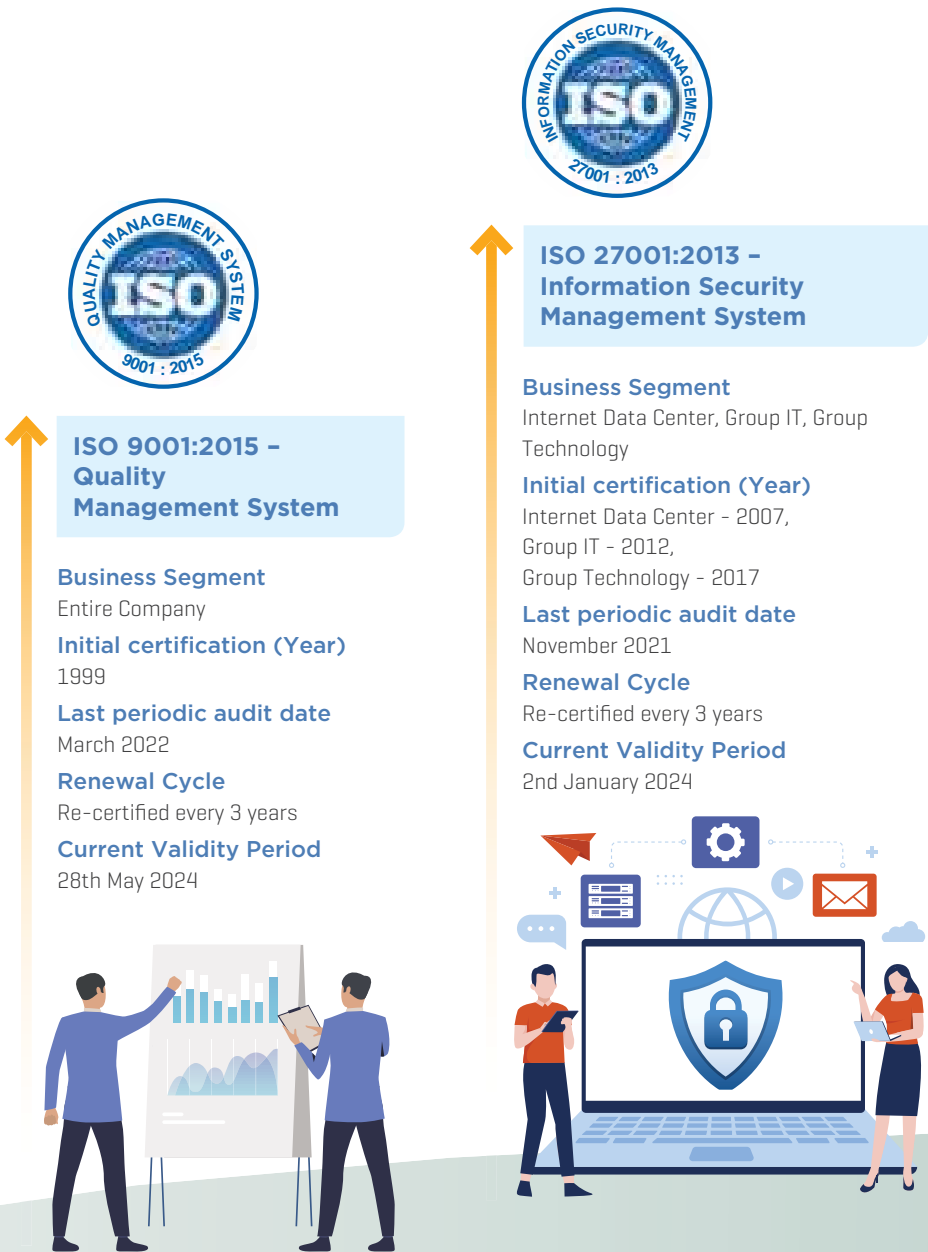 QUALITY MANAGEMENT SYSTEM
ISO
9001 : 2015
ISO 9001:2015 –
Quality
Management System
Business Segment
Entire Company
Initial certification (Year)
1999
Last periodic audit date
March 2022
Renewal Cycle
Re-certified every 3 years
Current Validity Period
28th May 2024
INFORMATION SECURITY MANAGEMENT
ISO
27001 : 2013
ISO 27001:2013 –
Information Security
Management System
Business Segment
Internet Data Center, Group IT, Group
Technology
Initial certification (Year)
Internet Data Center - 2007,
Group IT - 2012,
Group Technology - 2017
Last periodic audit date
November 2021
Renewal Cycle
Re-certified every 3 years
Current Validity Period
2nd January 2024